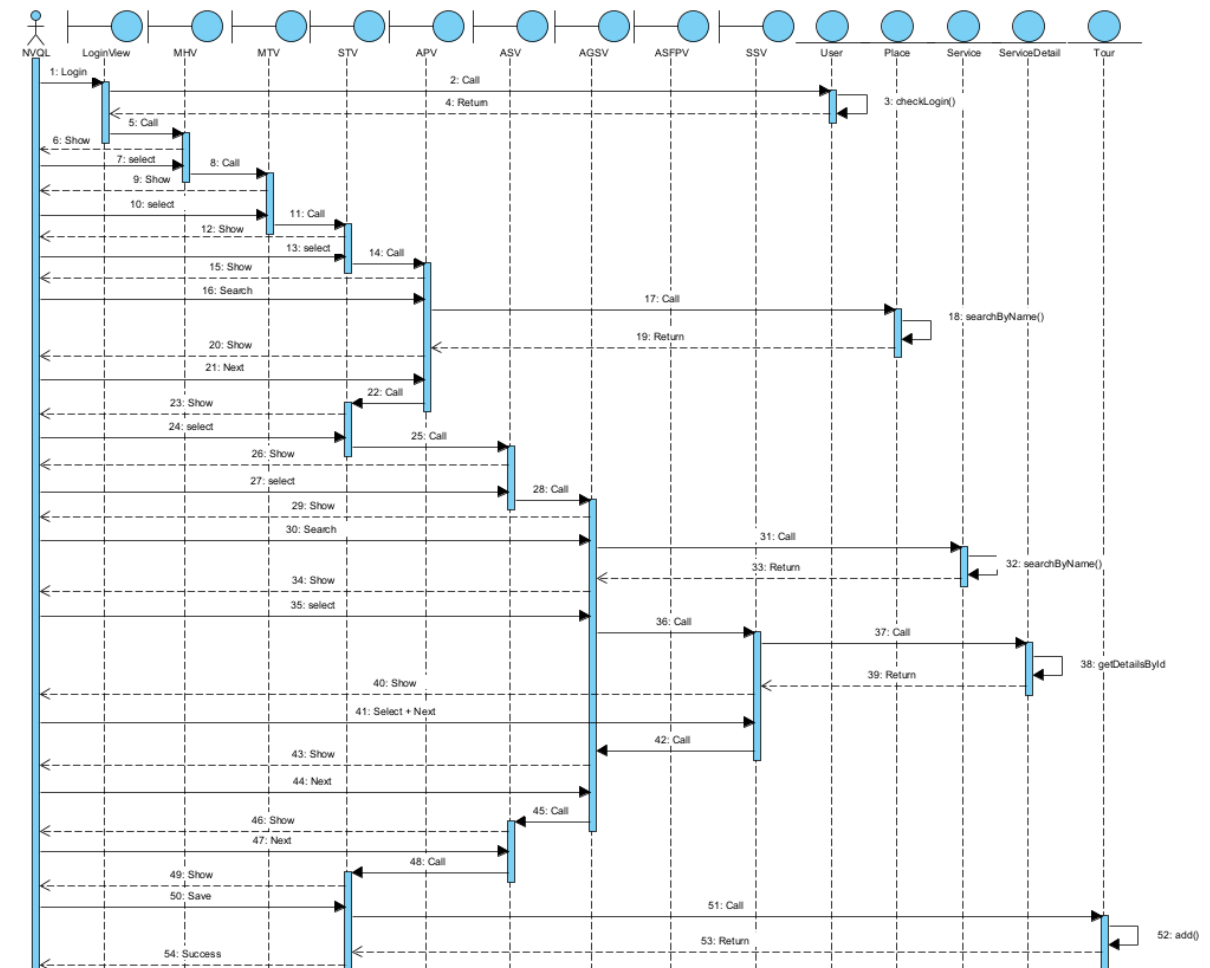 NVQL LoginView MHV MTV STV APV ASV AGSV ASFPV SSV User Place Service ServiceDetail Tour
1: Login
2: Call
3: checkLogin()
4: Return
5: Call
6: Show
7: select
8: Call
9: Show
10: select
11: Call
12: Show
13: select
14: Call
15: Show
16: Search
17: Call
18: searchByName()
19: Return
20: Show
21: Next
22: Call
23: Show
24: select
25: Call
26: Show
27: select
28: Call
29: Show
30: Search
31: Call
32: searchByName()
33: Return
34: Show
35: select
36: Call
37: Call
38: getDetailsById
39: Return
40: Show
41: Select + Next
42: Call
43: Show
44: Next
45: Call
46: Show
47: Next
48: Call
49: Show
50: Save
51: Call
52: add()
53: Return
54: Success